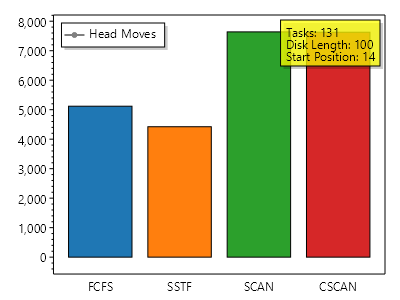 Head Moves
Tasks: 131
Disk Length: 100
Start Position: 14
8,000
7,000
6,000
5,000
4,000
3,000
2,000
1,000
0
FCFS SSTF SCAN CSCAN